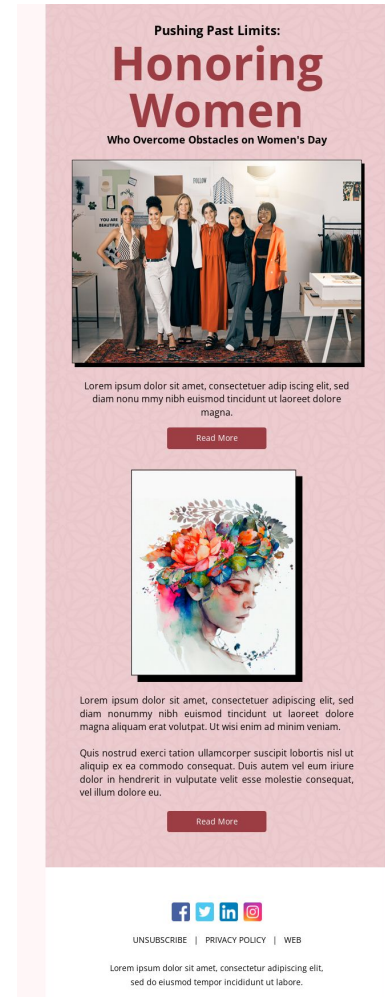 Pushing Past Limits:
Honoring
Women
Who Overcome Obstacles on Women's Day
FOLLOW
YOU ARE
BEAUTIFUL
Lorem ipsum dolor sit amet, consectetuer adip iscing elit, sed
diam nonu mmy nibh euismod tincidunt ut laoreet dolore
magna.
Read More
Lorem ipsum dolor sit amet, consectetuer adipiscing elit, sed
diam nonummy nibh euismod tincidunt ut laoreet dolore
magna aliquam erat volutpat. Ut wisi enim ad minim veniam.
Quis nostrud exerci tation ullamcorper suscipit lobortis nisl ut
aliquip ex ea commodo consequat. Duis autem vel eum iriure
dolor in hendrerit in vulputate velit esse molestie consequat,
vel illum dolore eu.
Read More
UNSUBSCRIBE | PRIVACY POLICY | WEB
Lorem ipsum dolor sit amet, consectetur adipiscing elit,
sed do eiusmod tempor incididunt ut labore.